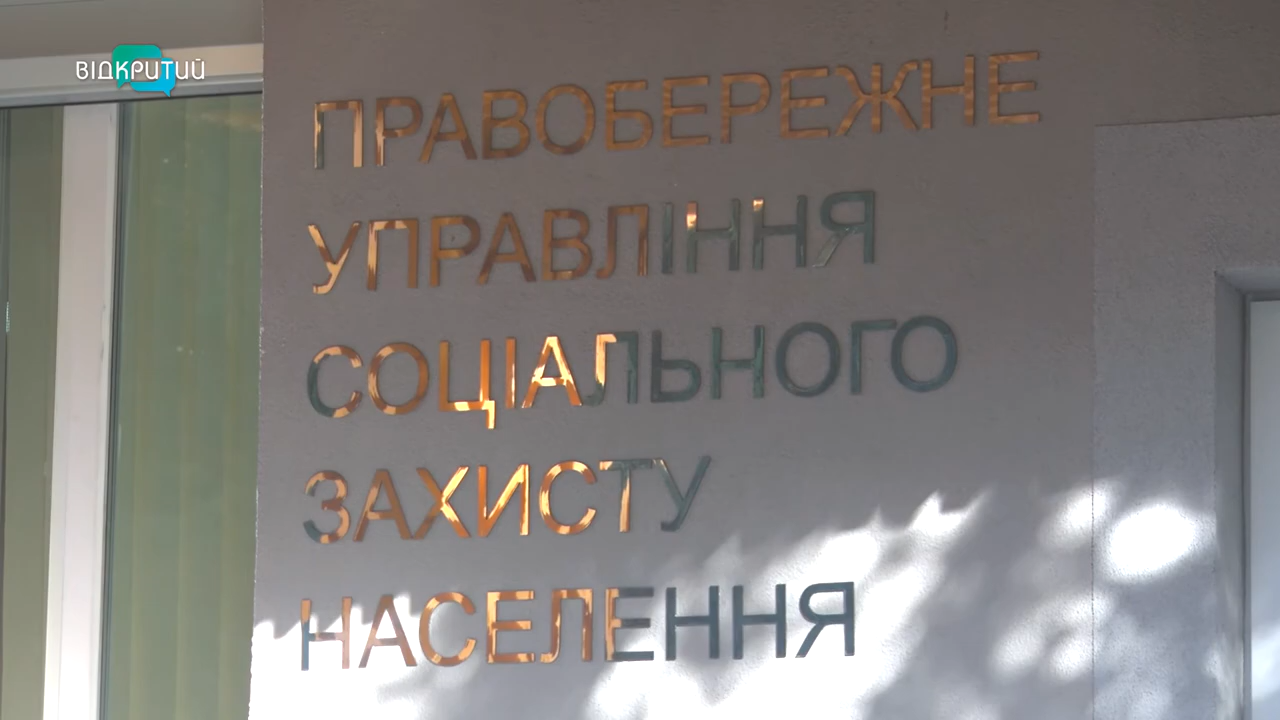 ВІДКРИТИЙ
ПРАВОБЕРЕЖНЕ
УПРАВЛІННЯ
СОЦІАЛЬНОГО
ЗАХИСТУ
НАСЕЛЕННЯ